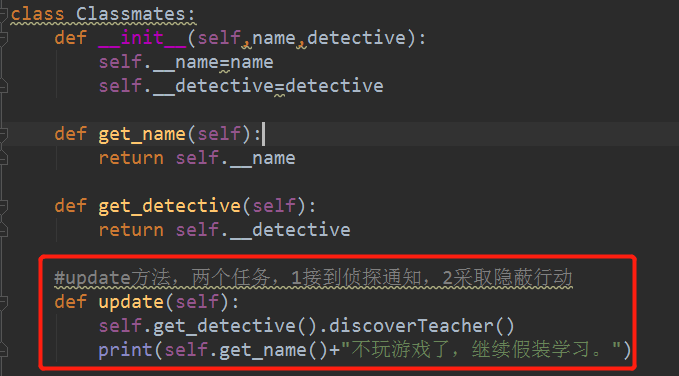 class Classmates:
    def __init__(self,name,detective):
        self.__name=name
        self.__detective=detective
    def get_name(self):
        return self.__name
    def get_detective(self):
        return self.__detective
    #update方法，两个任务，1接到侦探通知，2采取隐蔽行动
    def update(self):
        self.get_detective().discoverTeacher()
        print(self.get_name()+"不玩游戏了，继续假装学习。")